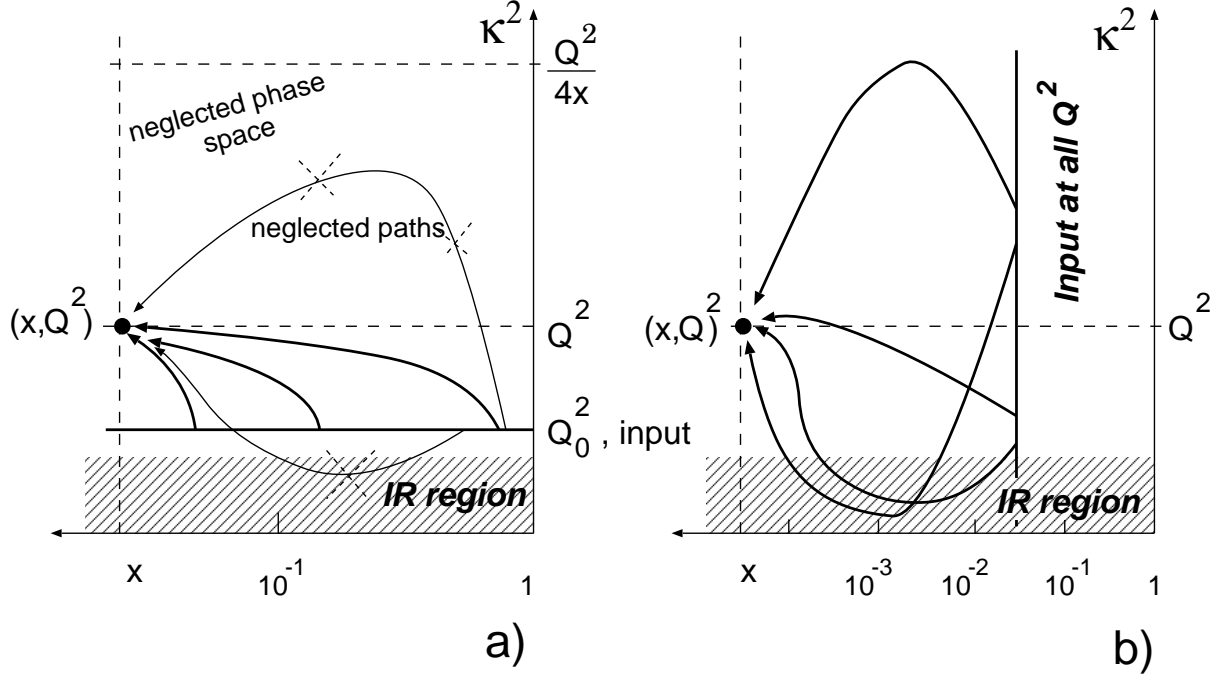 κ²
Q²
4x
neglected phase
space
neglected paths
(x,Q²)
Q²
Q₀² , input
IR region
x
10⁻¹
1
a)
κ²
Input at all Q²
(x,Q)²
Q²
IR region
x
10⁻³
10⁻²
10⁻¹
1
b)